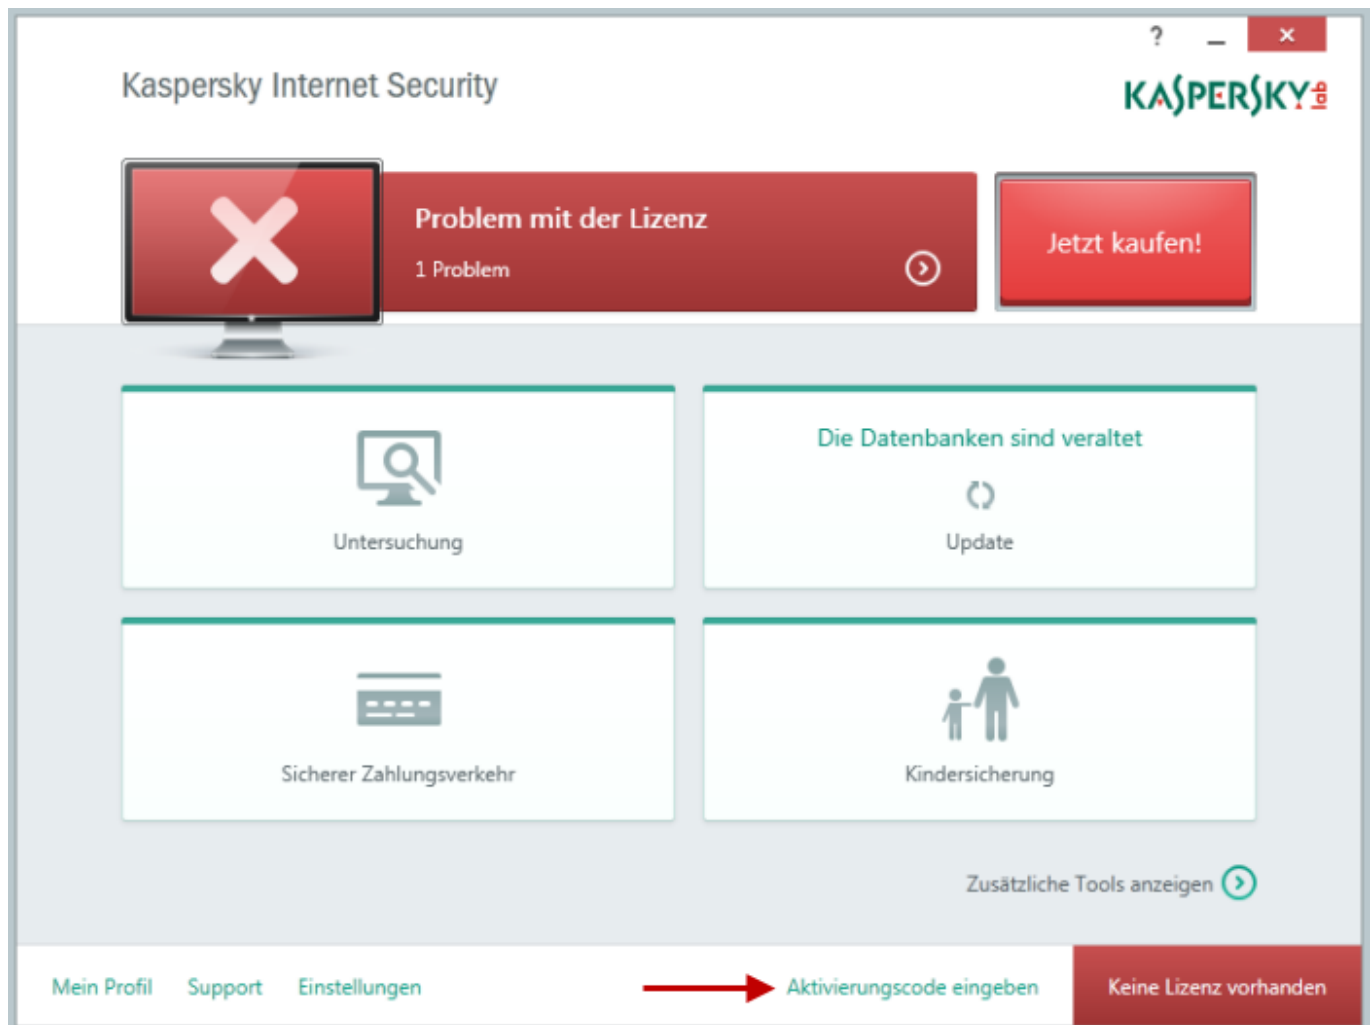 ?
Kaspersky Internet Security
KASPERSKY lab
Problem mit der Lizenz
1 Problem
Jetzt kaufen!
Untersuchung
Die Datenbanken sind veraltet
Update
Sicherer Zahlungsverkehr
Kindersicherung
Zusätzliche Tools anzeigen
Mein Profil Support Einstellungen Aktivierungscode eingeben Keine Lizenz vorhanden